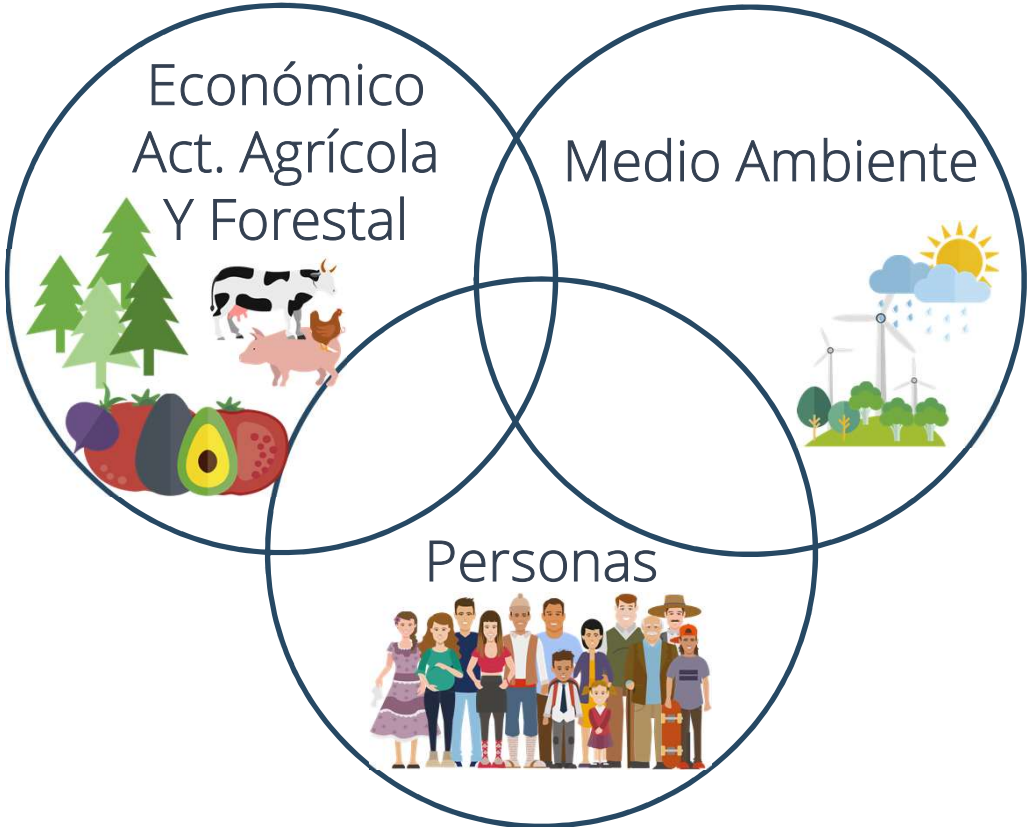 Económico
Act. Agrícola
Y Forestal
Medio Ambiente
Personas